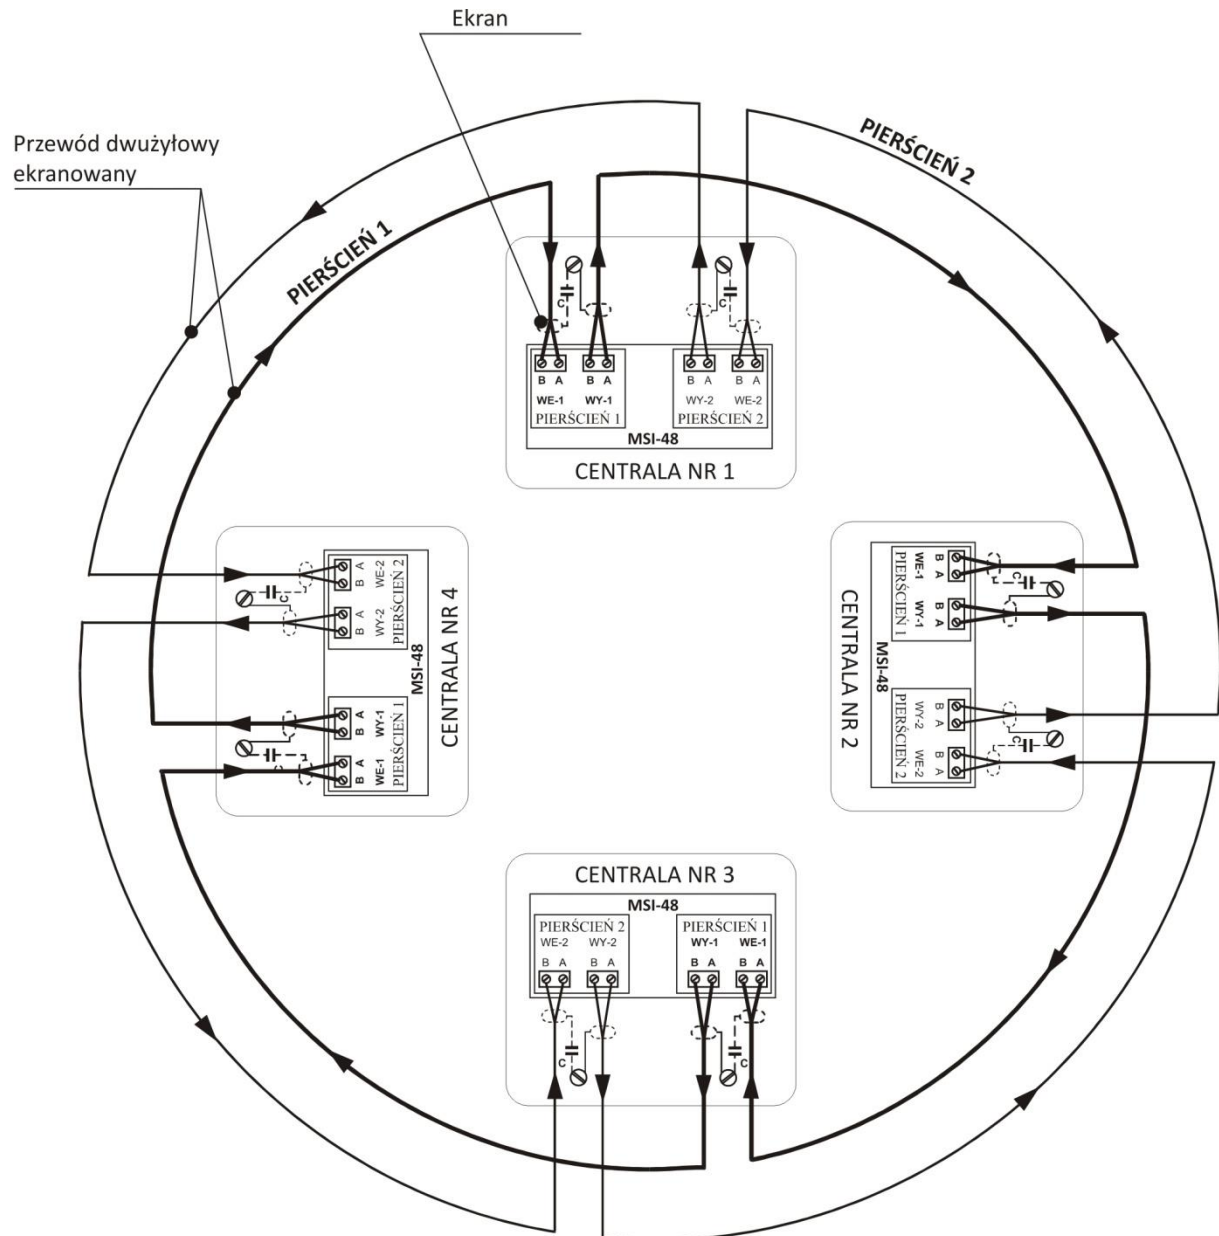 Ekran
Przewód dwużyłowy
ekranowany
PIERŚCIEŃ 1
PIERŚCIEŃ 2
C
C
B A B A B A B A
WE-1 WY-1 WY-2 WE-2
PIERŚCIEŃ 1 PIERŚCIEŃ 2
MSI-48
CENTRALA NR 1
C
A
B
WE-2
A
B
WY-2
PIERŚCIEŃ 2
A
B
WY-1
A
B
WE-1
PIERŚCIEŃ 1
C
MSI-48
CENTRALA NR 4
CENTRALA NR 2
MSI-48
PIERŚCIEŃ 1
WE-1
B
A
WY-1
B
A
C
PIERŚCIEŃ 2
WY-2
B
A
WE-2
B
A
C
CENTRALA NR 3
MSI-48
PIERŚCIEŃ 2 PIERŚCIEŃ 1
WE-2 WY-2 WY-1 WE-1
B A B A B A B A
C
C